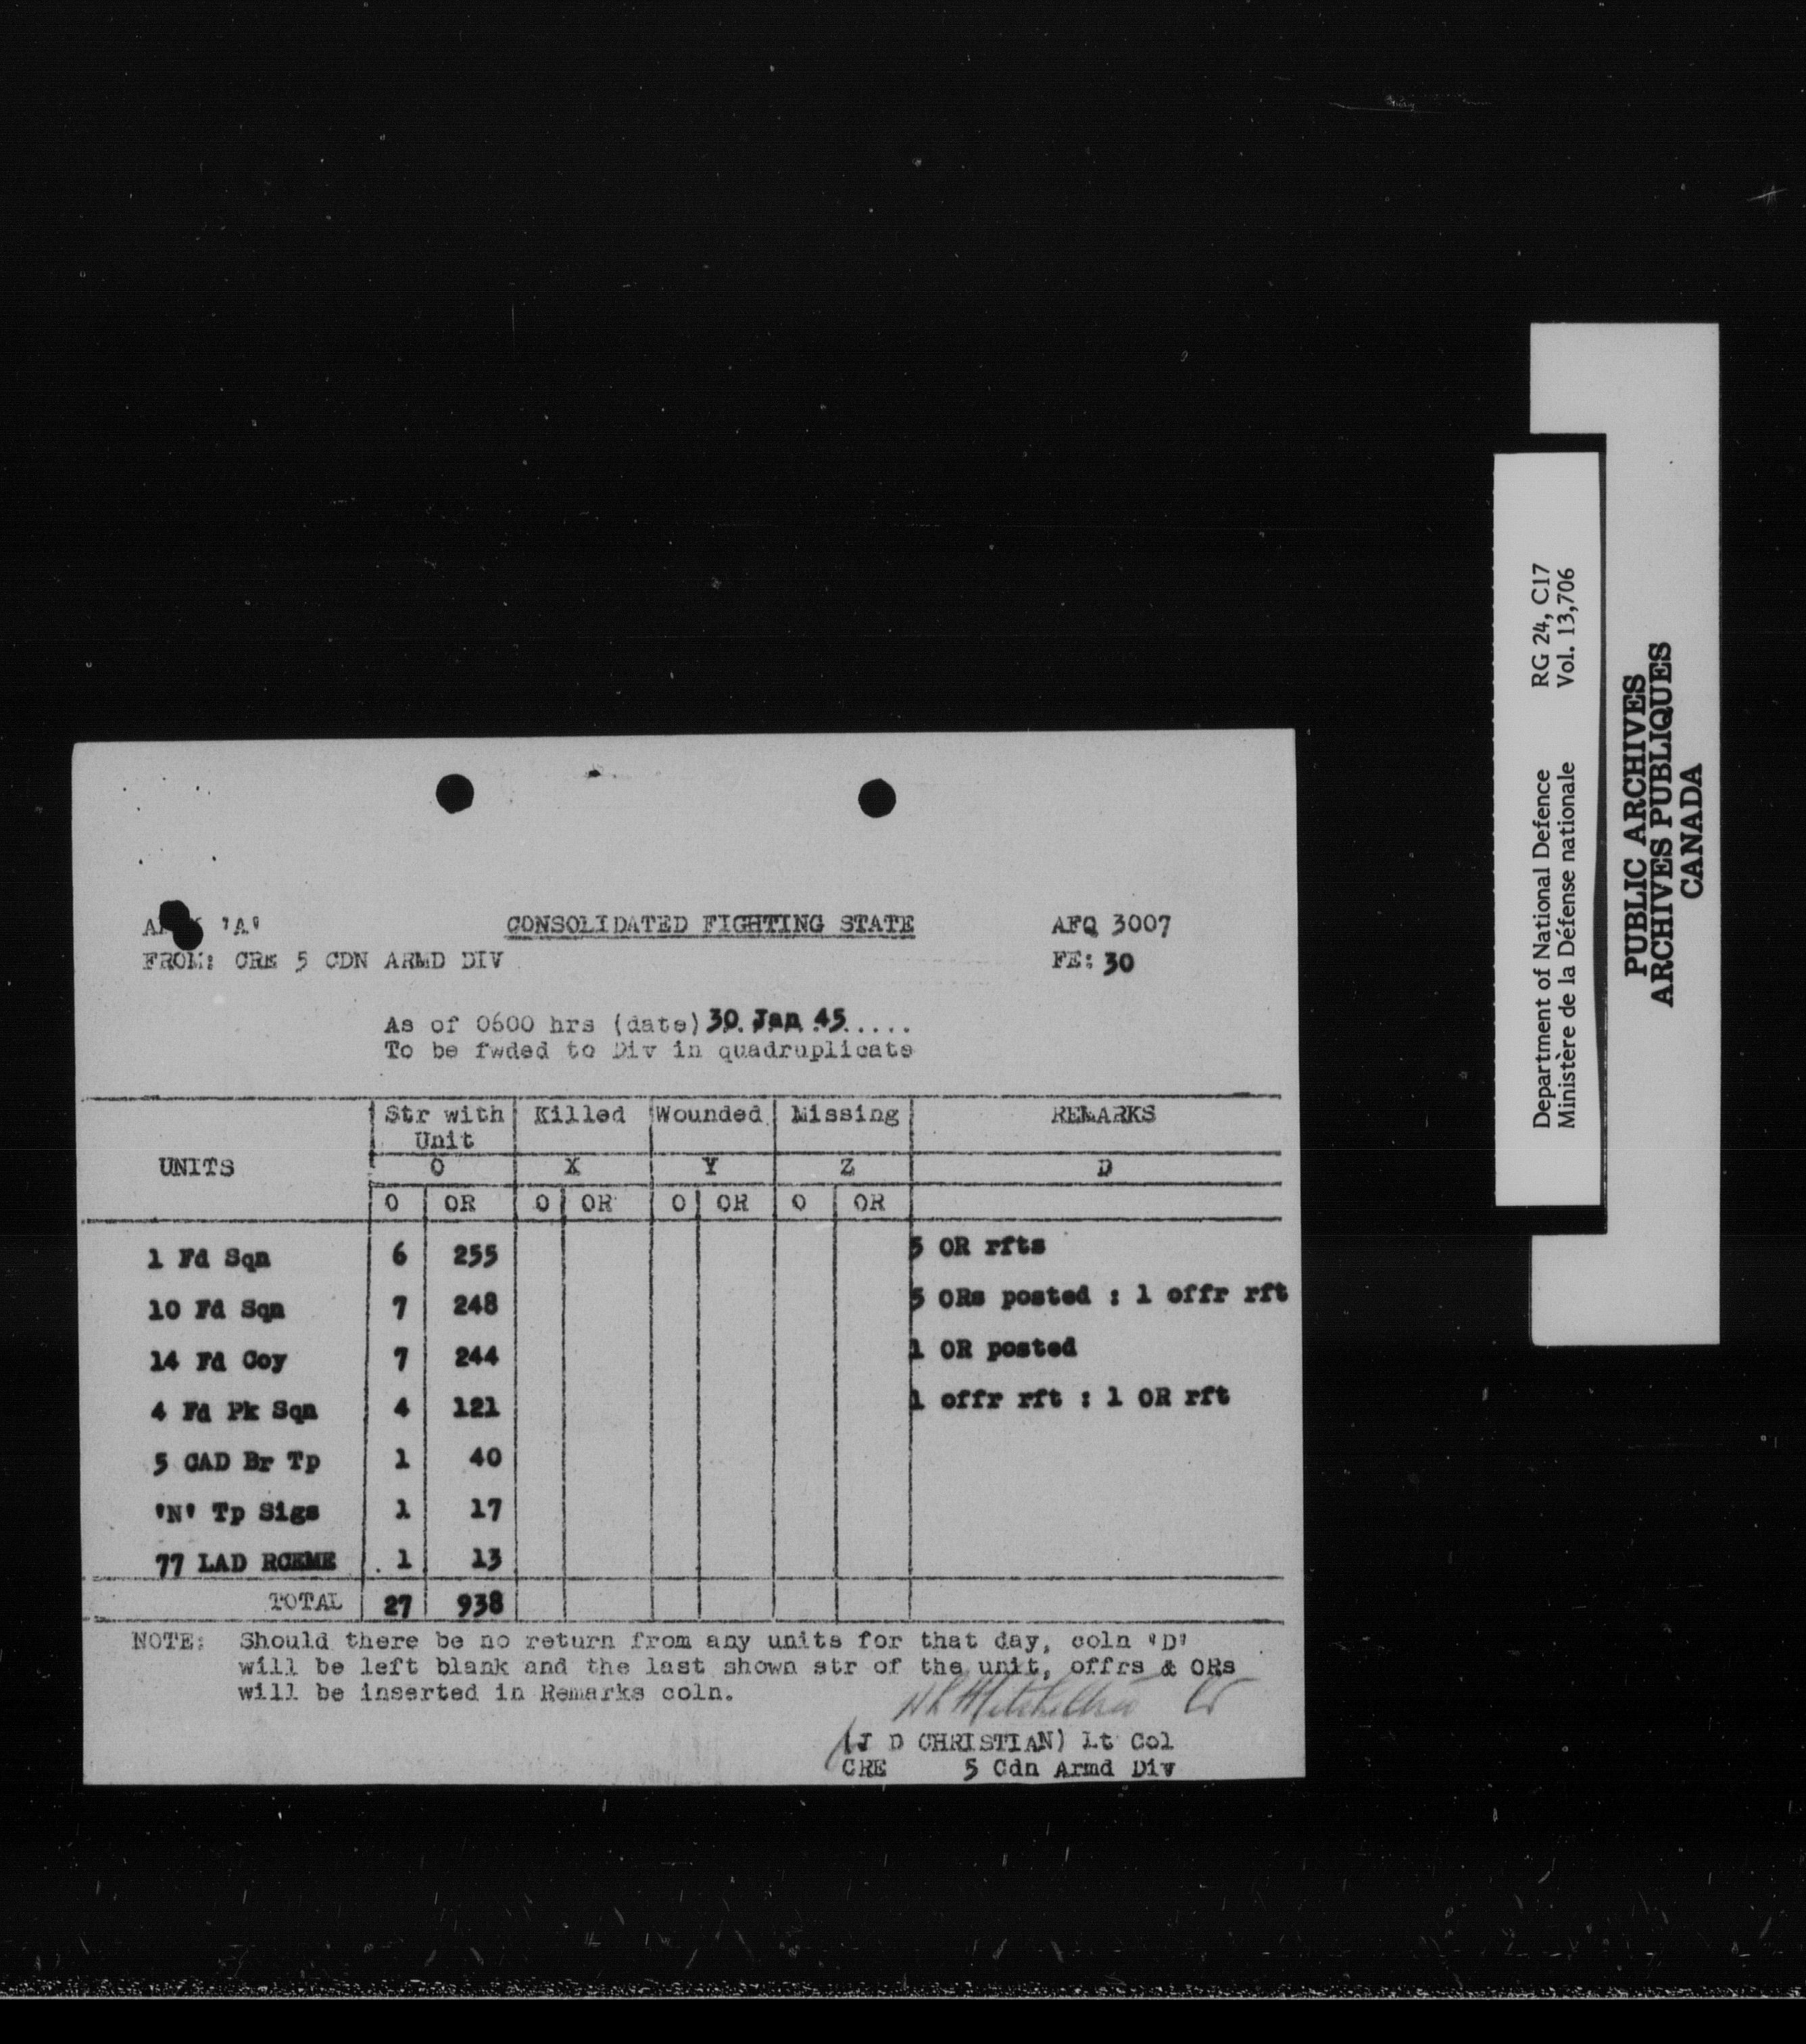 'A' CONSOLIDATED FIGHTING STATE AFQ 3007
FROM: CRE 5 CDN ARMD DIV FE: 30
As of 0600 hrs (date) 30 Jan 45.....
To be fwded to Div in quadruplicate
UNITS Str with Unit Killed Wounded Missing REMARKS
O X Y Z D
O OR O OR O OR O OR
1 Fd Sqn 6 255 5 OR rfts
10 Fd Sqn 7 248 5 ORs posted : 1 offr rft
14 Fd Coy 7 244 1 OR posted
4 Fd Pk Sqn 4 121 1 offr rft : 1 OR rft
5 CAD Br Tp 1 40
'N' Tp Sigs 1 17
77 LAD RCEME 1 13
TOTAL 27 938
NOTE: Should there be no return from any units for that day, coln 'D'
will be left blank and the last shown str of the unit, offrs & ORs
will be inserted in Remarks coln.
(J D CHRISTIAN) Lt Col
CRE 5 Cdn Armd Div
Department of National Defence RG 24, C17
Ministère de la Défense nationale Vol. 13,706
PUBLIC ARCHIVES
ARCHIVES PUBLIQUES
CANADA